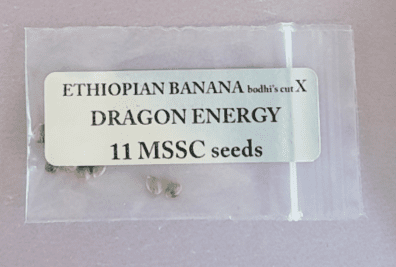 ETHIOPIAN BANANA bodhi's cut X
DRAGON ENERGY
11 MSSC seeds